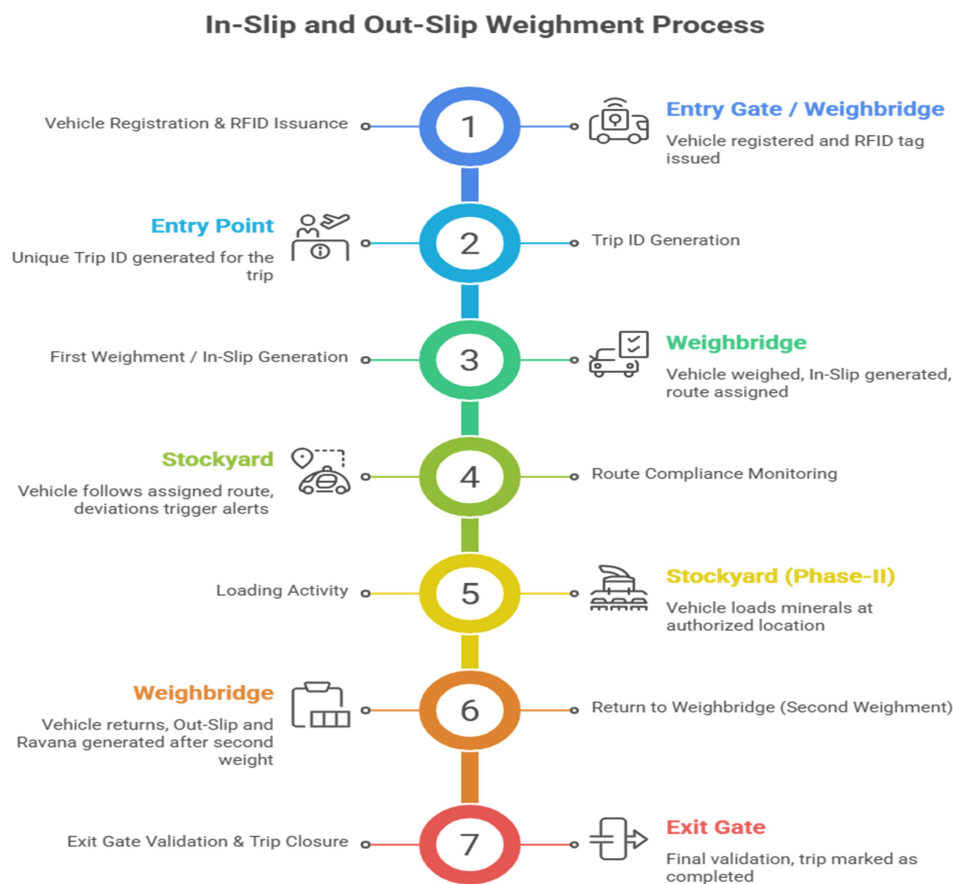 In-Slip and Out-Slip Weighment Process
Vehicle Registration & RFID Issuance
1
Entry Gate / Weighbridge
Vehicle registered and RFID tag
issued
Entry Point
Unique Trip ID generated for the
trip
2
Trip ID Generation
First Weighment / In-Slip Generation
3
Weighbridge
Vehicle weighed, In-Slip generated,
route assigned
Stockyard
Vehicle follows assigned route,
deviations trigger alerts
4
Route Compliance Monitoring
Loading Activity
5
Stockyard (Phase-II)
Vehicle loads minerals at
authorized location
Weighbridge
Vehicle returns, Out-Slip and
Ravana generated after second
weight
6
Return to Weighbridge (Second Weighment)
Exit Gate Validation & Trip Closure
7
Exit Gate
Final validation, trip marked as
completed